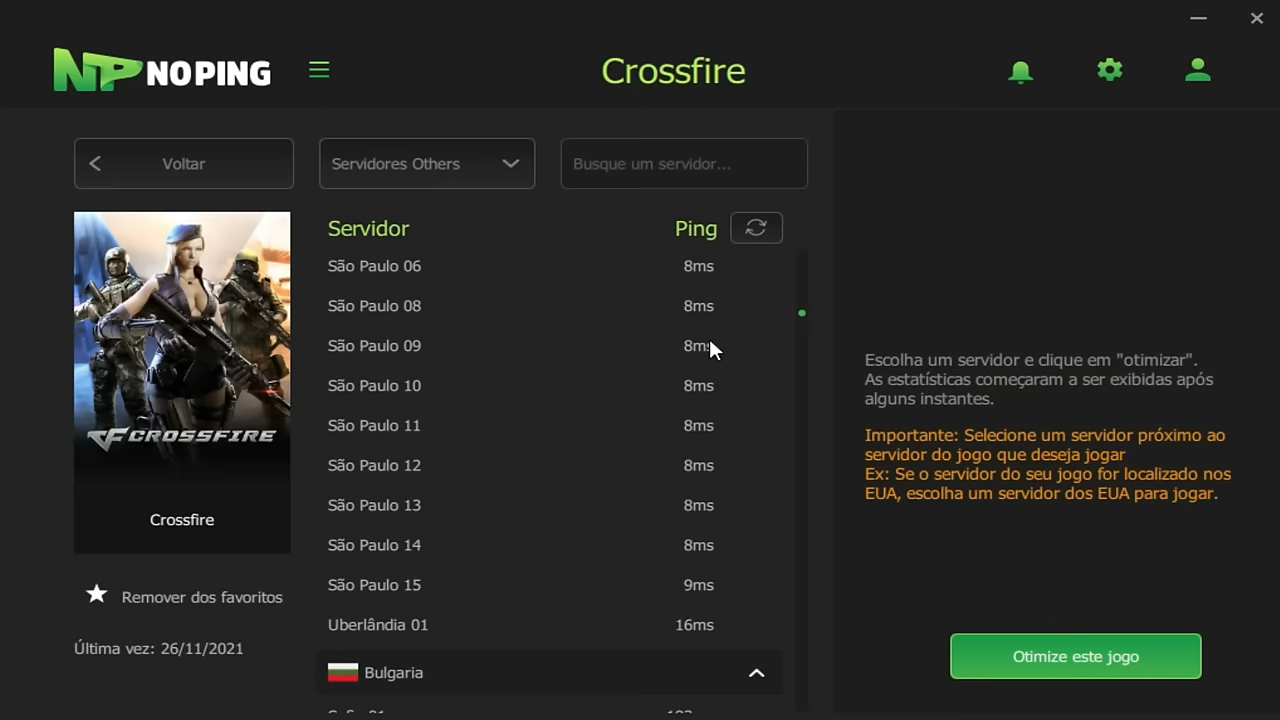 NP NOPING
Crossfire
Voltar
Servidores Others
Busque um servidor...
Servidor Ping
São Paulo 06 8ms
São Paulo 08 8ms
São Paulo 09 8ms
São Paulo 10 8ms
São Paulo 11 8ms
São Paulo 12 8ms
São Paulo 13 8ms
São Paulo 14 8ms
São Paulo 15 9ms
Uberlândia 01 16ms
Bulgaria
CF CROSSFIRE
Crossfire
Remover dos favoritos
Última vez: 26/11/2021
Escolha um servidor e clique em "otimizar".
As estatísticas começaram a ser exibidas após
alguns instantes.
Importante: Selecione um servidor próximo ao
servidor do jogo que deseja jogar
Ex: Se o servidor do seu jogo for localizado nos
EUA, escolha um servidor dos EUA para jogar.
Otimize este jogo